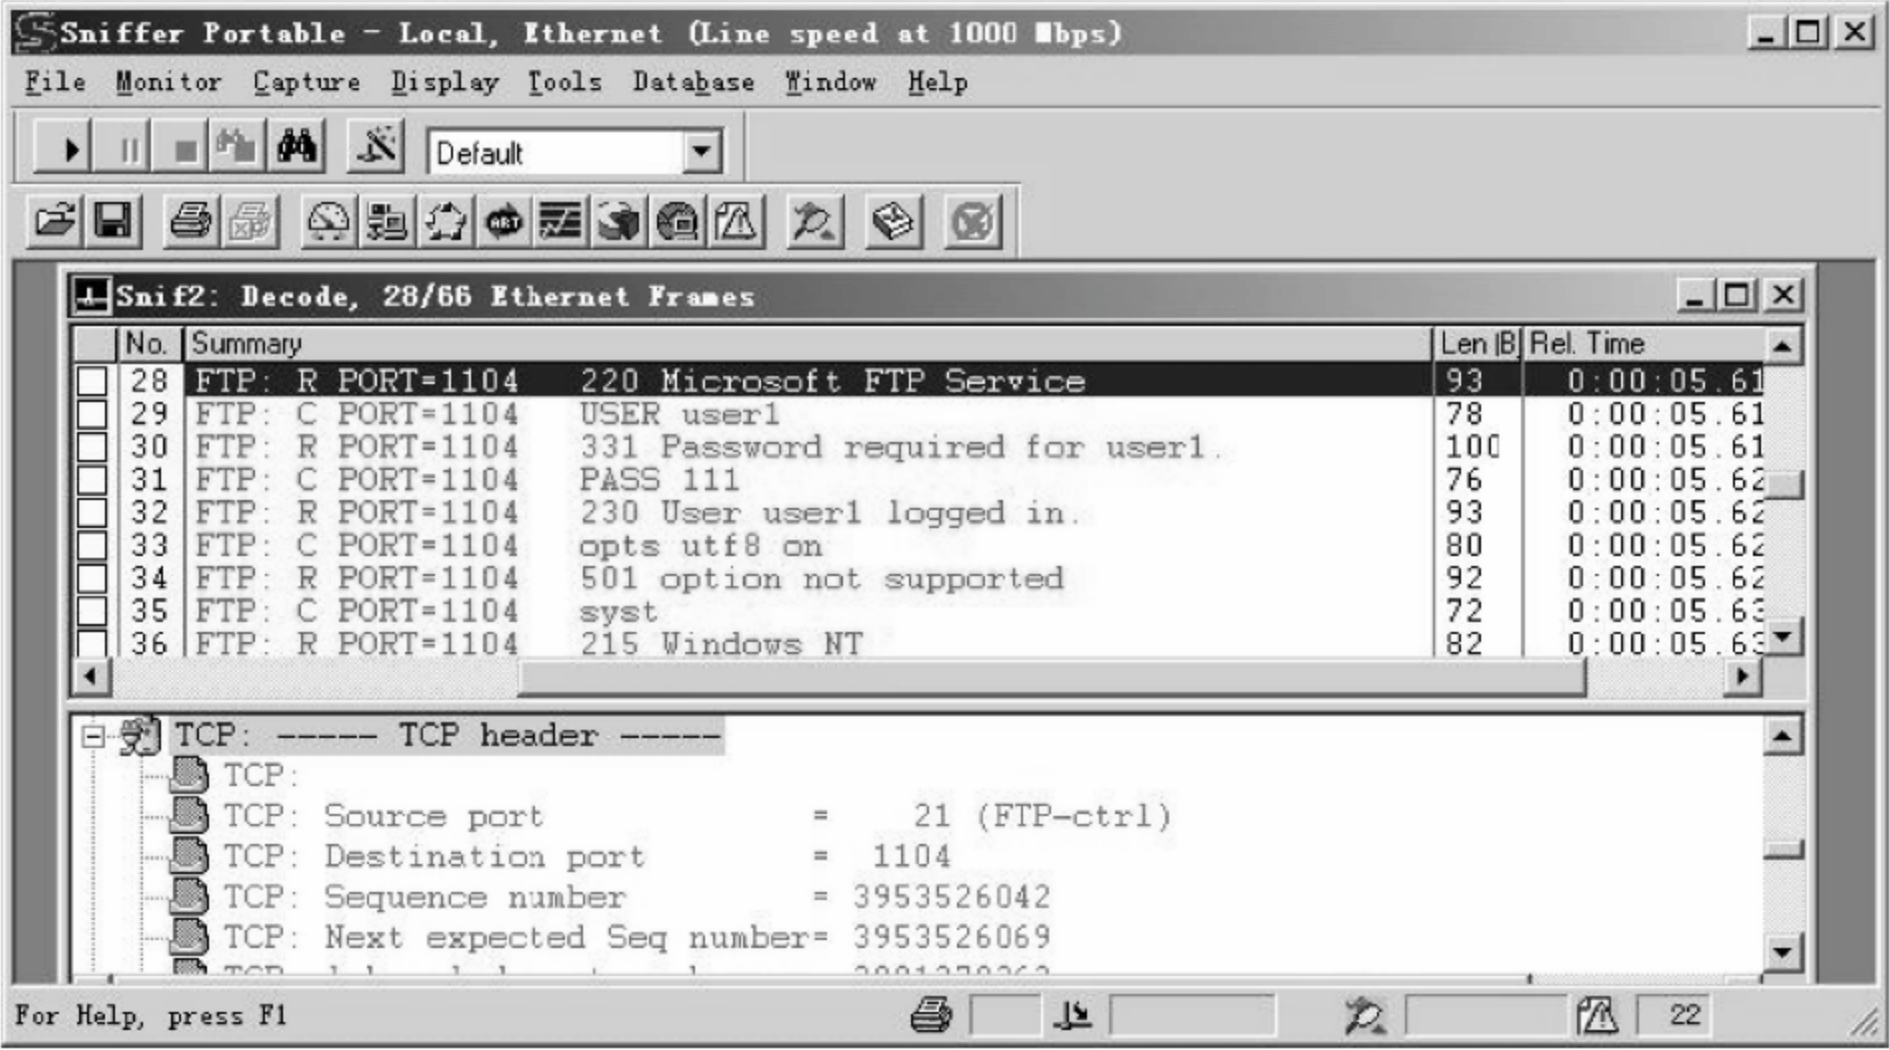 Sniffer Portable - Local, Ethernet (Line speed at 1000 Mbps)
File Monitor Capture Display Tools Database Window Help
Default
Snif2: Decode, 28/66 Ethernet Frames
No. Summary Len (B Rel. Time
28 FTP: R PORT=1104 220 Microsoft FTP Service 93 0:00:05.61
29 FTP: C PORT=1104 USER user1 78 0:00:05.61
30 FTP: R PORT=1104 331 Password required for user1. 100 0:00:05.61
31 FTP: C PORT=1104 PASS 111 76 0:00:05.62
32 FTP: R PORT=1104 230 User user1 logged in. 93 0:00:05.62
33 FTP: C PORT=1104 opts utf8 on 80 0:00:05.62
34 FTP: R PORT=1104 501 option not supported 92 0:00:05.62
35 FTP: C PORT=1104 syst 72 0:00:05.63
36 FTP: R PORT=1104 215 Windows NT 82 0:00:05.63
TCP: ----- TCP header -----
TCP:
TCP: Source port = 21 (FTP-ctrl)
TCP: Destination port = 1104
TCP: Sequence number = 3953526042
TCP: Next expected Seq number= 3953526069
For Help, press F1 22